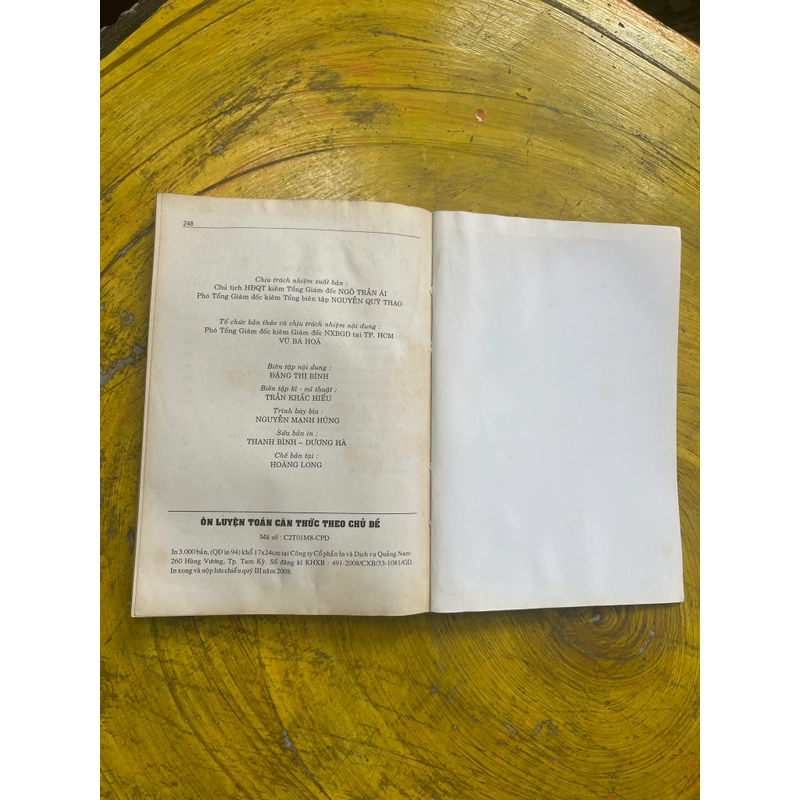 248
Chịu trách nhiệm xuất bản :
Chủ tịch HĐQT kiêm Tổng Giám đốc NGÔ TRẦN ÁI
Phó Tổng Giám đốc kiêm Tổng biên tập NGUYỄN QUÝ THAO
Tổ chức bản thảo và chịu trách nhiệm nội dung :
Phó Tổng Giám đốc kiêm Giám đốc NXBGD tại TP. HCM
VŨ BÁ HOÀ
Biên tập nội dung :
ĐẶNG THỊ BÌNH
Biên tập kĩ - mĩ thuật :
TRẦN KHẮC HIẾU
Trình bày bìa :
NGUYỄN MẠNH HÙNG
Sửa bản in :
THANH BÌNH – DƯƠNG HÀ
Chế bản tại :
HOÀNG LONG
ÔN LUYỆN TOÁN CĂN THỨC THEO CHỦ ĐỀ
Mã số : C2T01M8-CPD
In 3.000 bản, (QĐ in 94) khổ 17x24cm tại Công ty Cổ phần In và Dịch vụ Quảng Nam -
260 Hùng Vương, Tp. Tam Kỳ. Số đăng kí KHXB : 491-2008/CXB/33-1081/GD.
In xong và nộp lưu chiểu quý III năm 2008.